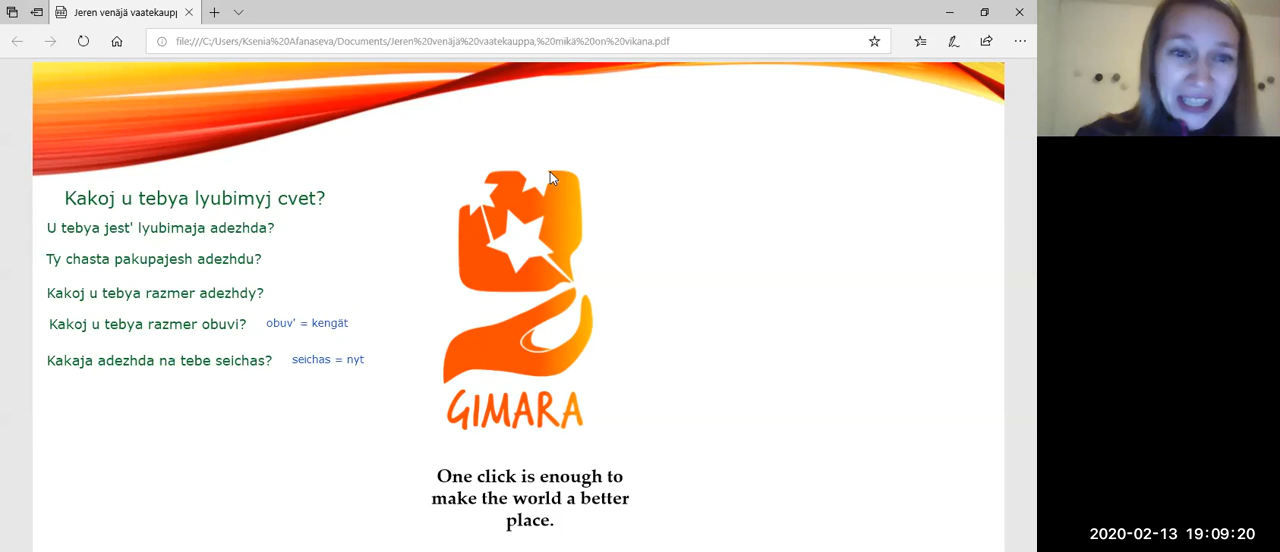 Jeren venäjä vaatekaupp
file:///C:/Users/Ksenia%20Afanaseva/Documents/Jeren%20venäjä%20vaatekauppa,%20mikä%20on%20vikana.pdf
Kakoj u tebya lyubimyj cvet?
U tebya jest' lyubimaja adezhda?
Ty chasta pakupajesh adezhdu?
Kakoj u tebya razmer adezhdy?
Kakoj u tebya razmer obuvi? obuv' = kengät
Kakaja adezhda na tebe seichas? seichas = nyt
GIMARA
One click is enough to
make the world a better
place.
2020-02-13 19:09:20